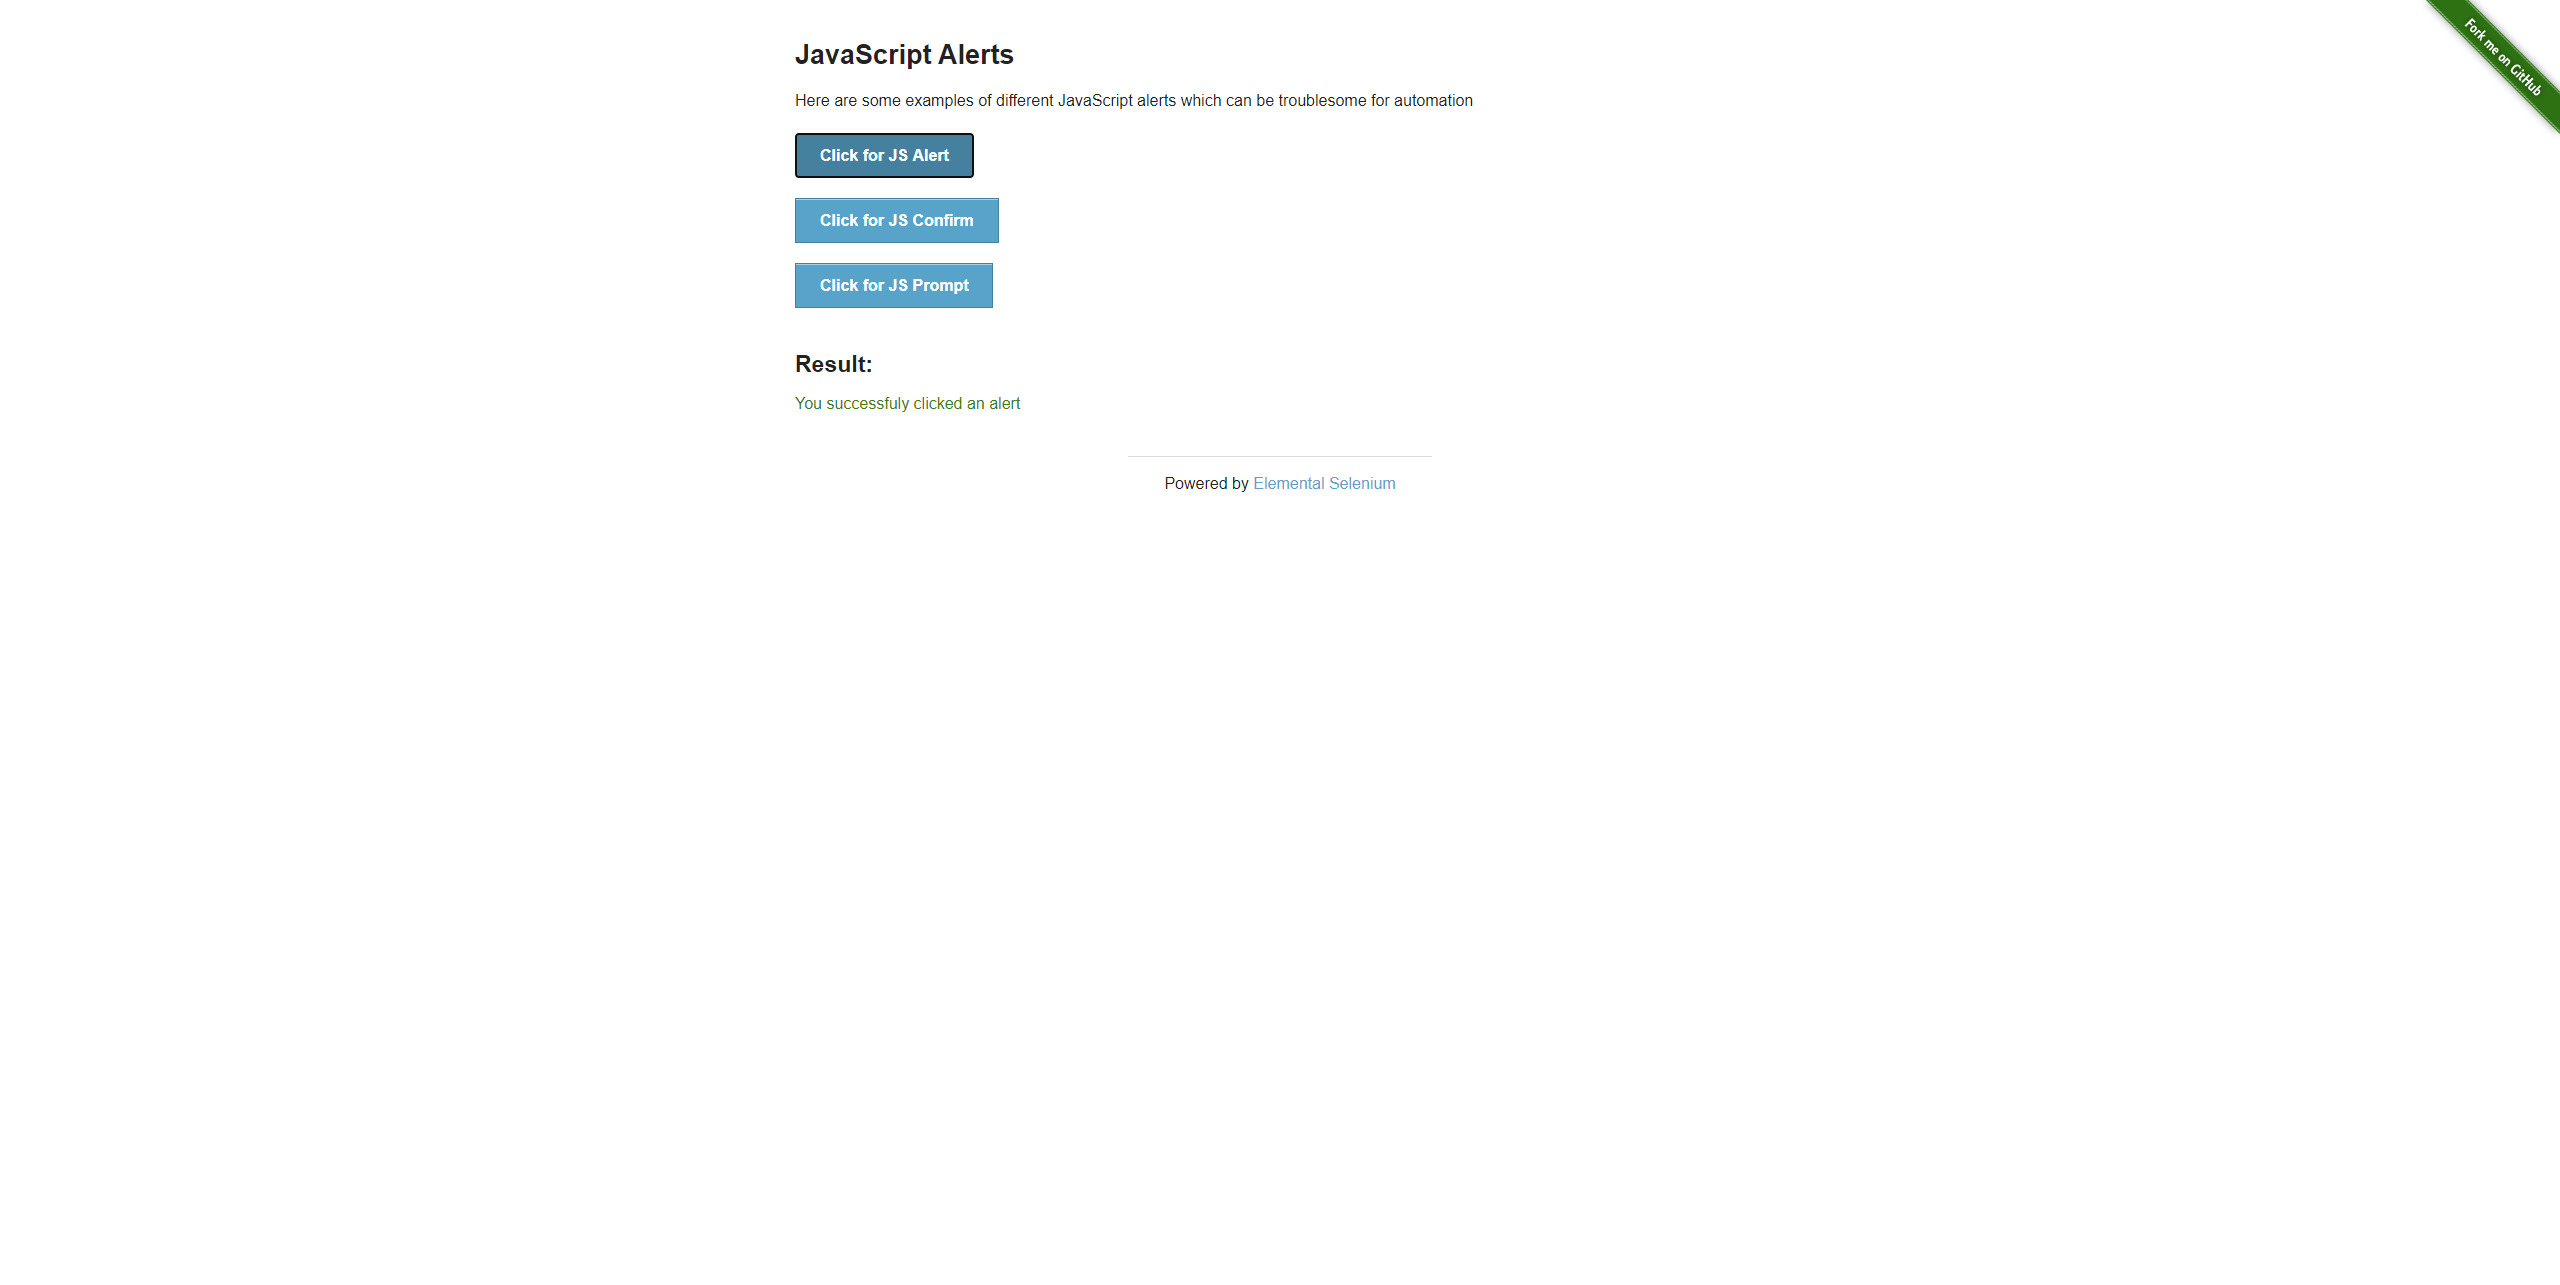 JavaScript Alerts
Fork me on GitHub
Here are some examples of different JavaScript alerts which can be troublesome for automation
Click for JS Alert
Click for JS Confirm
Click for JS Prompt
Result:
You successfuly clicked an alert
Powered by Elemental Selenium